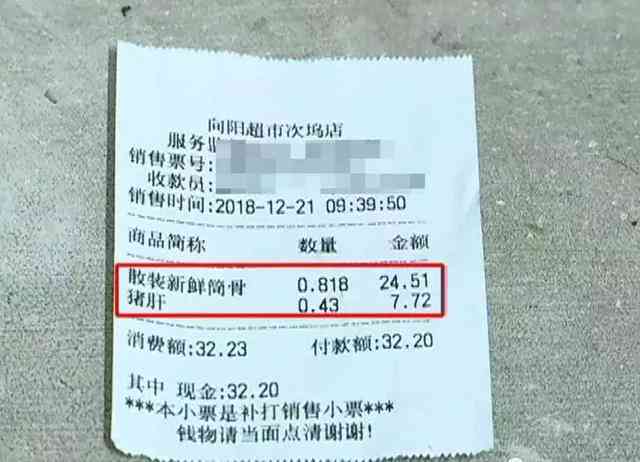 向阳超市次坞店
服务
销售票号:
收款员:
销售时间:2018-12-21 09:39:50
商品简称 数量 金额
散装新鲜筒骨 0.818 24.51
猪肝 0.43 7.72
消费额:32.23 付款额:32.20
其中 现金:32.20
***本小票是补打销售小票***
钱物请当面点清谢谢!